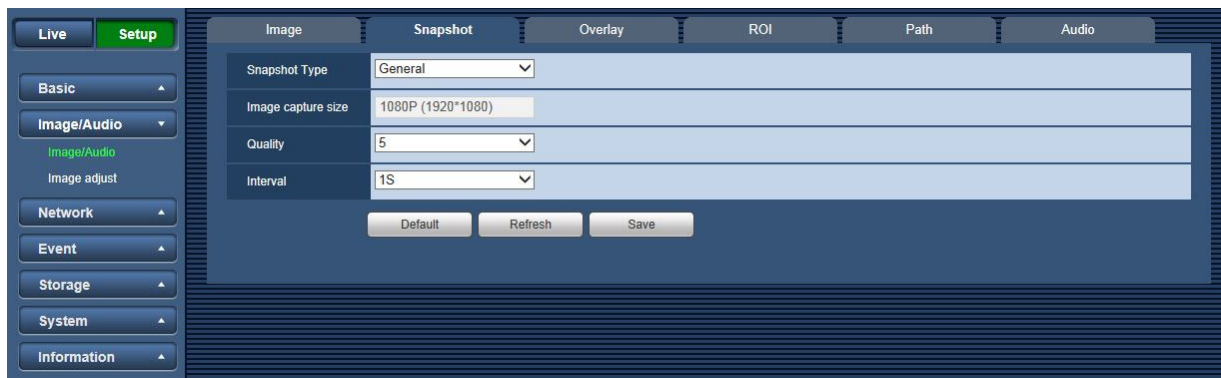 Live Setup
Basic
Image/Audio
Image/Audio
Image adjust
Network
Event
Storage
System
Information
Image Snapshot Overlay ROI Path Audio
Snapshot Type General
Image capture size 1080P (1920*1080)
Quality 5
Interval 1S
Default Refresh Save